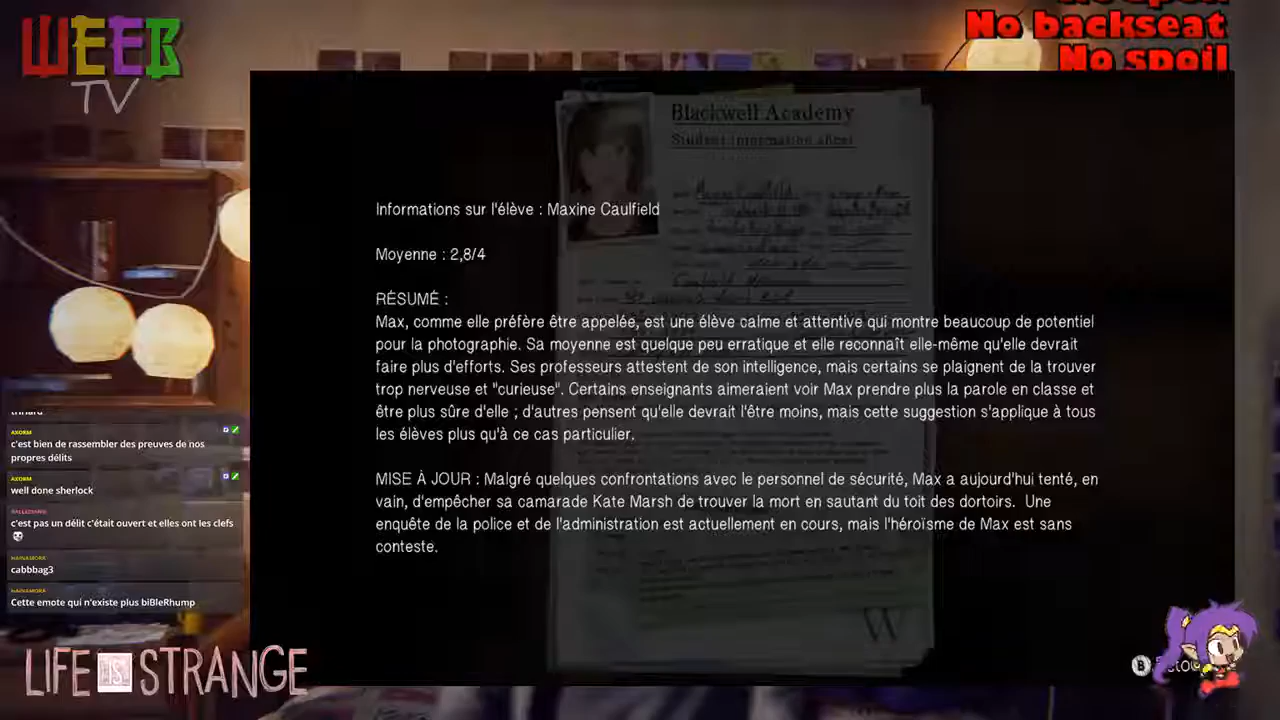 WEEB
TV
No backseat
No spoil
Blackwell Academy
Student information sheet
Informations sur l'élève : Maxine Caulfield
Moyenne : 2,8/4
RÉSUMÉ :
Max, comme elle préfère être appelée, est une élève calme et attentive qui montre beaucoup de potentiel
pour la photographie. Sa moyenne est quelque peu erratique et elle reconnaît elle-même qu'elle devrait
faire plus d'efforts. Ses professeurs attestent de son intelligence, mais certains se plaignent de la trouver
trop nerveuse et "curieuse". Certains enseignants aimeraient voir Max prendre plus la parole en classe et
être plus sûre d'elle ; d'autres pensent qu'elle devrait l'être moins, mais cette suggestion s'applique à tous
les élèves plus qu'à ce cas particulier.
MISE À JOUR : Malgré quelques confrontations avec le personnel de sécurité, Max a aujourd'hui tenté, en
vain, d'empêcher sa camarade Kate Marsh de trouver la mort en sautant du toit des dortoirs. Une
enquête de la police et de l'administration est actuellement en cours, mais l'héroïsme de Max est sans
conteste.
W
AXORM
c'est bien de rassembler des preuves de nos
propres délits
AXORM
well done sherlock
c'est pas un délit c'était ouvert et elles ont les clefs
cabbbag3
Cette emote qui n'existe plus biBleRhump
LIFE IS STRANGE
B